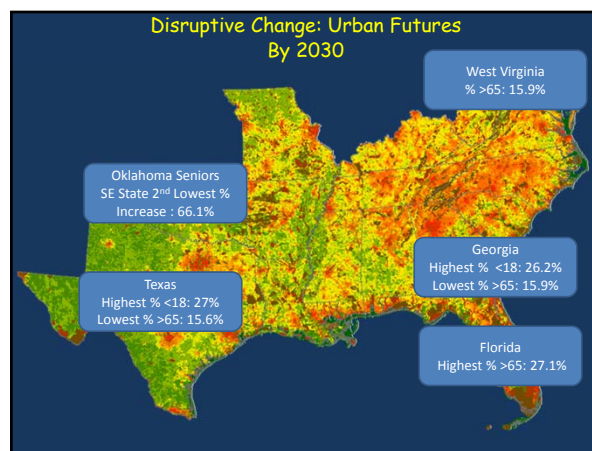 Disruptive Change: Urban Futures
By 2030
West Virginia
% >65: 15.9%
Oklahoma Seniors
SE State 2nd Lowest %
Increase : 66.1%
Georgia
Highest % <18: 26.2%
Lowest % >65: 15.9%
Texas
Highest % <18: 27%
Lowest % >65: 15.6%
Florida
Highest % >65: 27.1%